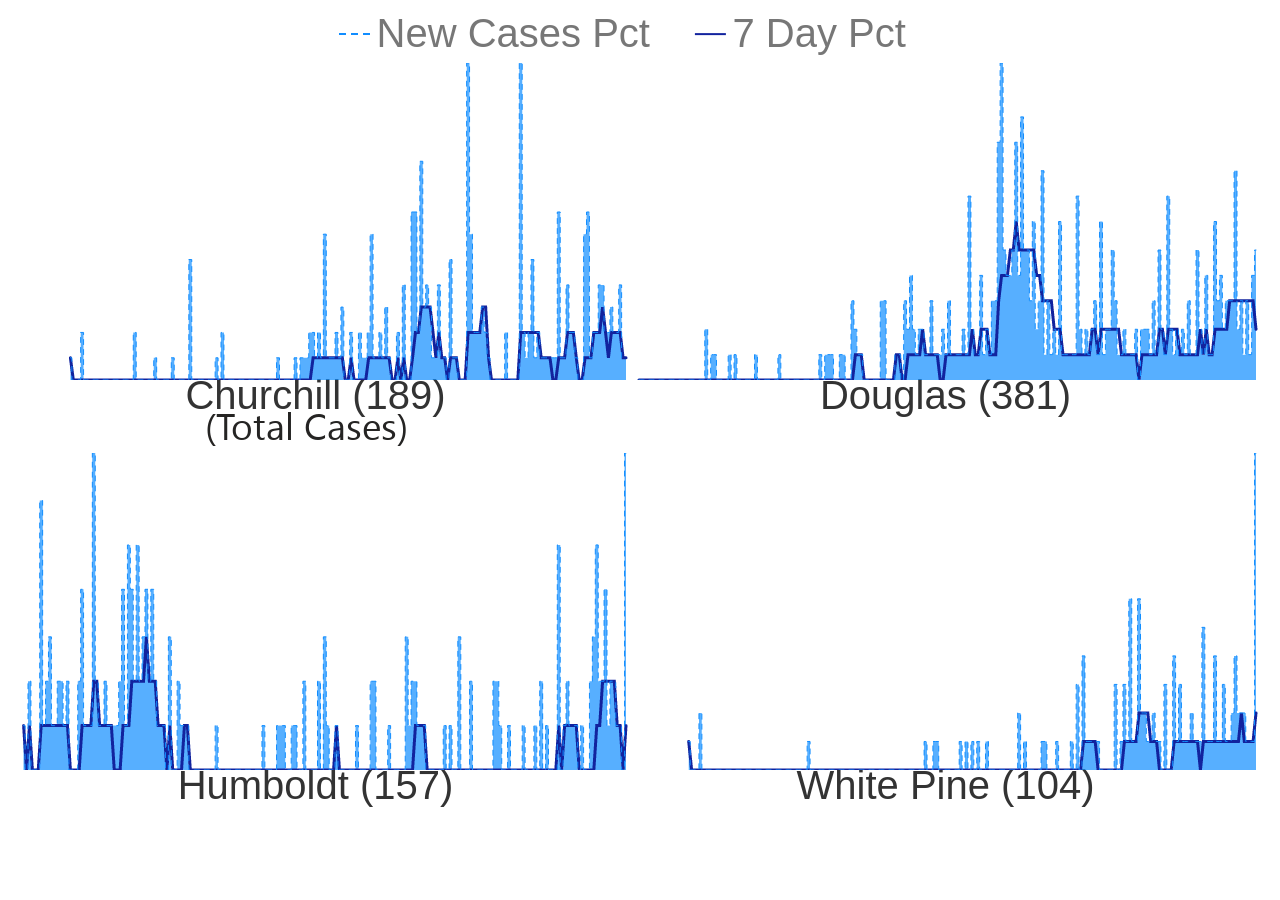 New Cases Pct 7 Day Pct
Churchill (189) Douglas (381)
(Total Cases)
Humboldt (157) White Pine (104)